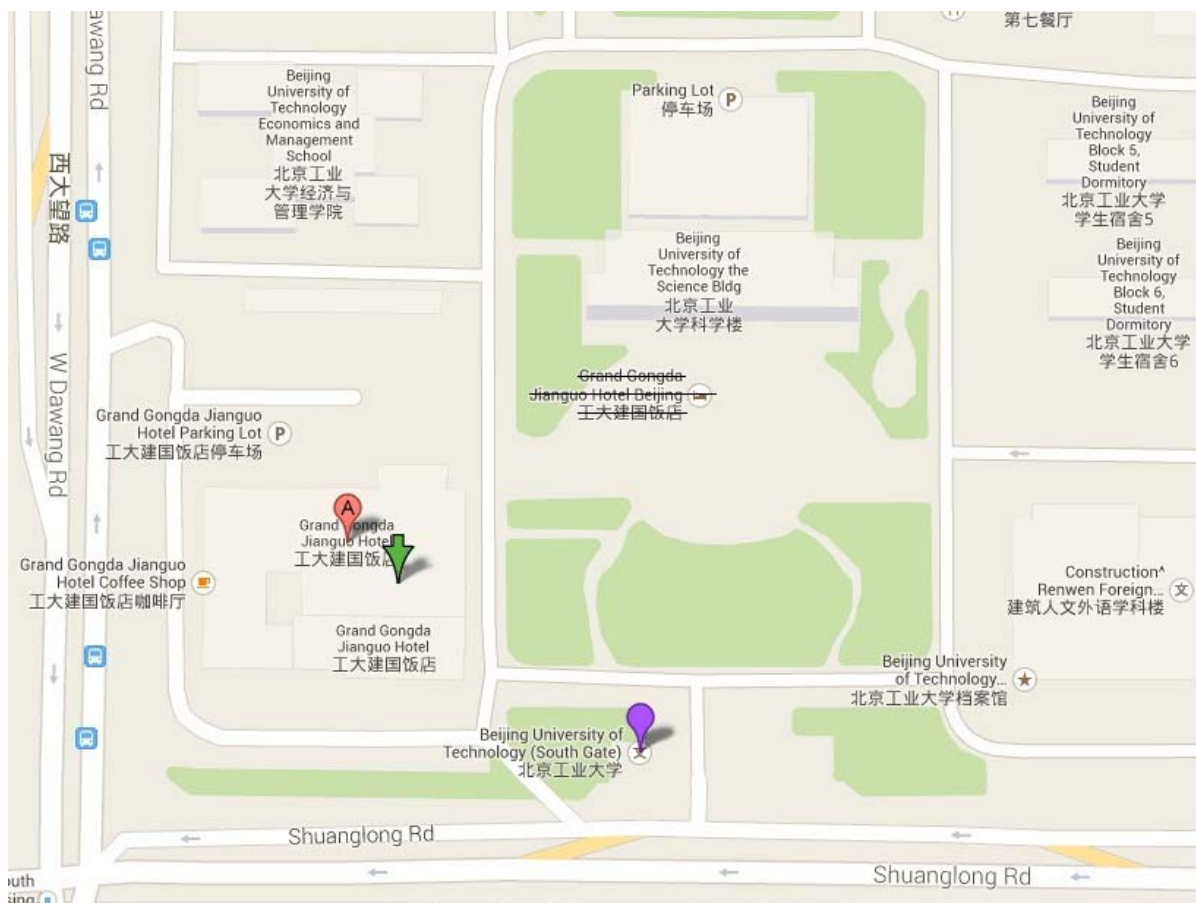 第七餐厅
Dawang Rd
Beijing
University of
Technology
Economics and
Management
School
北京工业
大学经济与
管理学院
Parking Lot
停车场
P
Beijing
University of
Technology
Block 5,
Student
Dormitory
北京工业大学
学生宿舍5
西大望路
Beijing
University of
Technology the
Science Bldg
北京工业
大学科学楼
Beijing
University of
Technology
Block 6,
Student
Dormitory
北京工业大学
学生宿舍6
W Dawang Rd
Grand Gongda
Jianguo Hotel Beijing
工大建国饭店
Grand Gongda Jianguo
Hotel Parking Lot
工大建国饭店停车场
P
A
Grand Gongda
Jianguo Hotel
工大建国饭店
Grand Gongda Jianguo
Hotel Coffee Shop
工大建国饭店咖啡厅
Construction^
Renwen Foreign...
建筑人文外语学科楼
文
Grand Gongda
Jianguo Hotel
工大建国饭店
Beijing University
of Technology...
北京工业大学档案馆
Beijing University of
Technology (South Gate)
北京工业大学
文
Shuanglong Rd
Shuanglong Rd